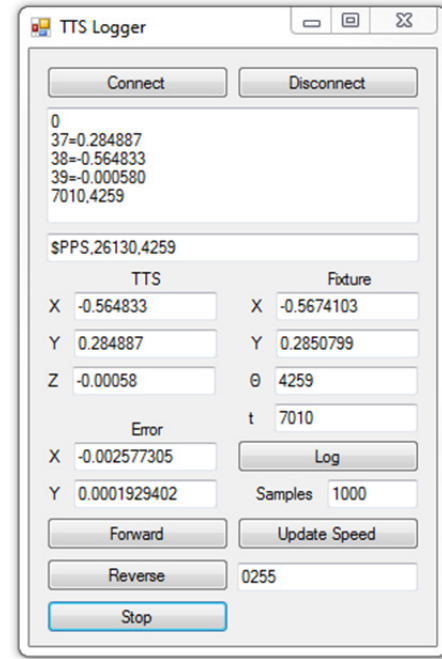 TTS Logger
Connect Disconnect
0
37=0.284887
38=-0.564833
39=-0.000580
7010,4259
$PPS,26130,4259
TTS Fixture
X -0.564833 X -0.5674103
Y 0.284887 Y 0.2850799
Z -0.00058 Θ 4259
t 7010
Error
X -0.002577305 Log
Y 0.0001929402 Samples 1000
Forward Update Speed
Reverse 0255
Stop